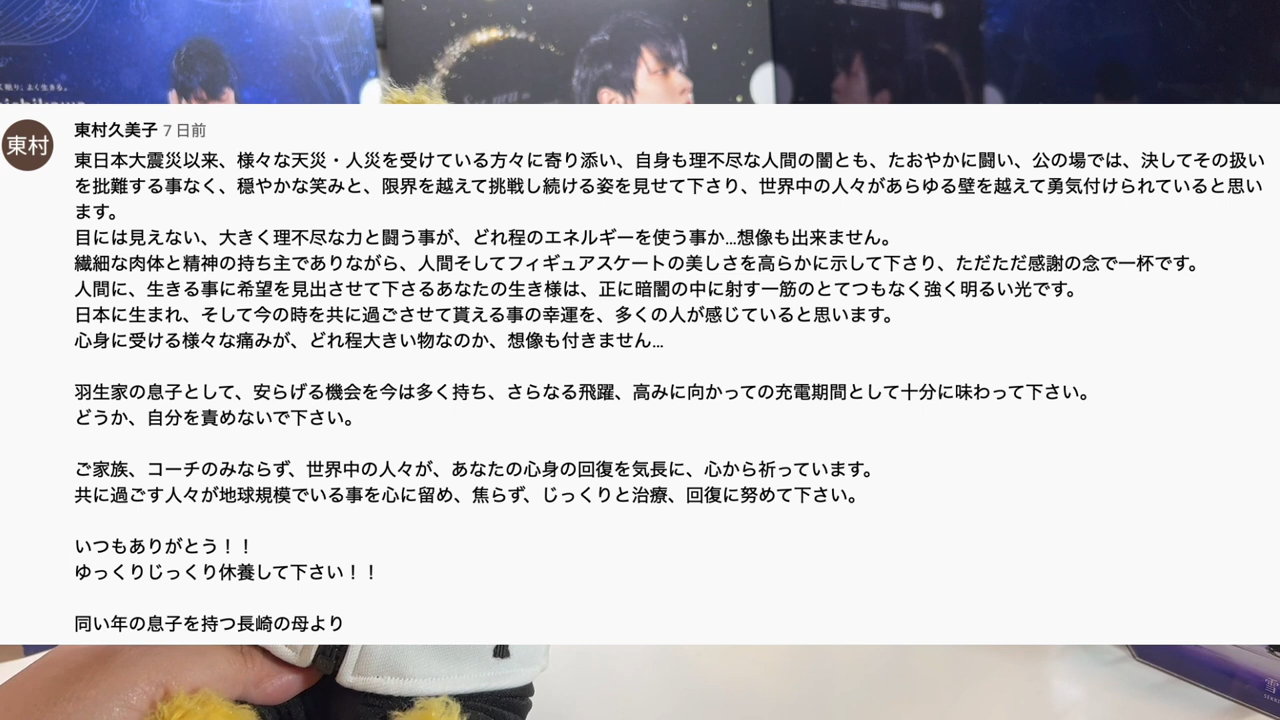 く眠り、よく生きる。
東村
東村久美子 7 日前
東日本大震災以来、様々な天災・人災を受けている方々に寄り添い、自身も理不尽な人間の闇とも、たおやかに闘い、公の場では、決してその扱い
を批難する事なく、穏やかな笑みと、限界を越えて挑戦し続ける姿を見せて下さり、世界中の人々があらゆる壁を越えて勇気付けられていると思い
ます。
目には見えない、大きく理不尽な力と闘う事が、どれ程のエネルギーを使う事か...想像も出来ません。
繊細な肉体と精神の持ち主でありながら、人間そしてフィギュアスケートの美しさを高らかに示して下さり、ただただ感謝の念で一杯です。
人間に、生きる事に希望を見出させて下さるあなたの生き様は、正に暗闇の中に射す一筋のとてつもなく強く明るい光です。
日本に生まれ、そして今の時を共に過ごさせて貰える事の幸運を、多くの人が感じていると思います。
心身に受ける様々な痛みが、どれ程大きい物なのか、想像も付きません...
羽生家の息子として、安らげる機会を今は多く持ち、さらなる飛躍、高みに向かっての充電期間として十分に味わって下さい。
どうか、自分を責めないで下さい。
ご家族、コーチのみならず、世界中の人々が、あなたの心身の回復を気長に、心から祈っています。
共に過ごす人々が地球規模でいる事を心に留め、焦らず、じっくりと治療、回復に努めて下さい。
いつもありがとう！！
ゆっくりじっくり休養して下さい！！
同い年の息子を持つ長崎の母より
雪